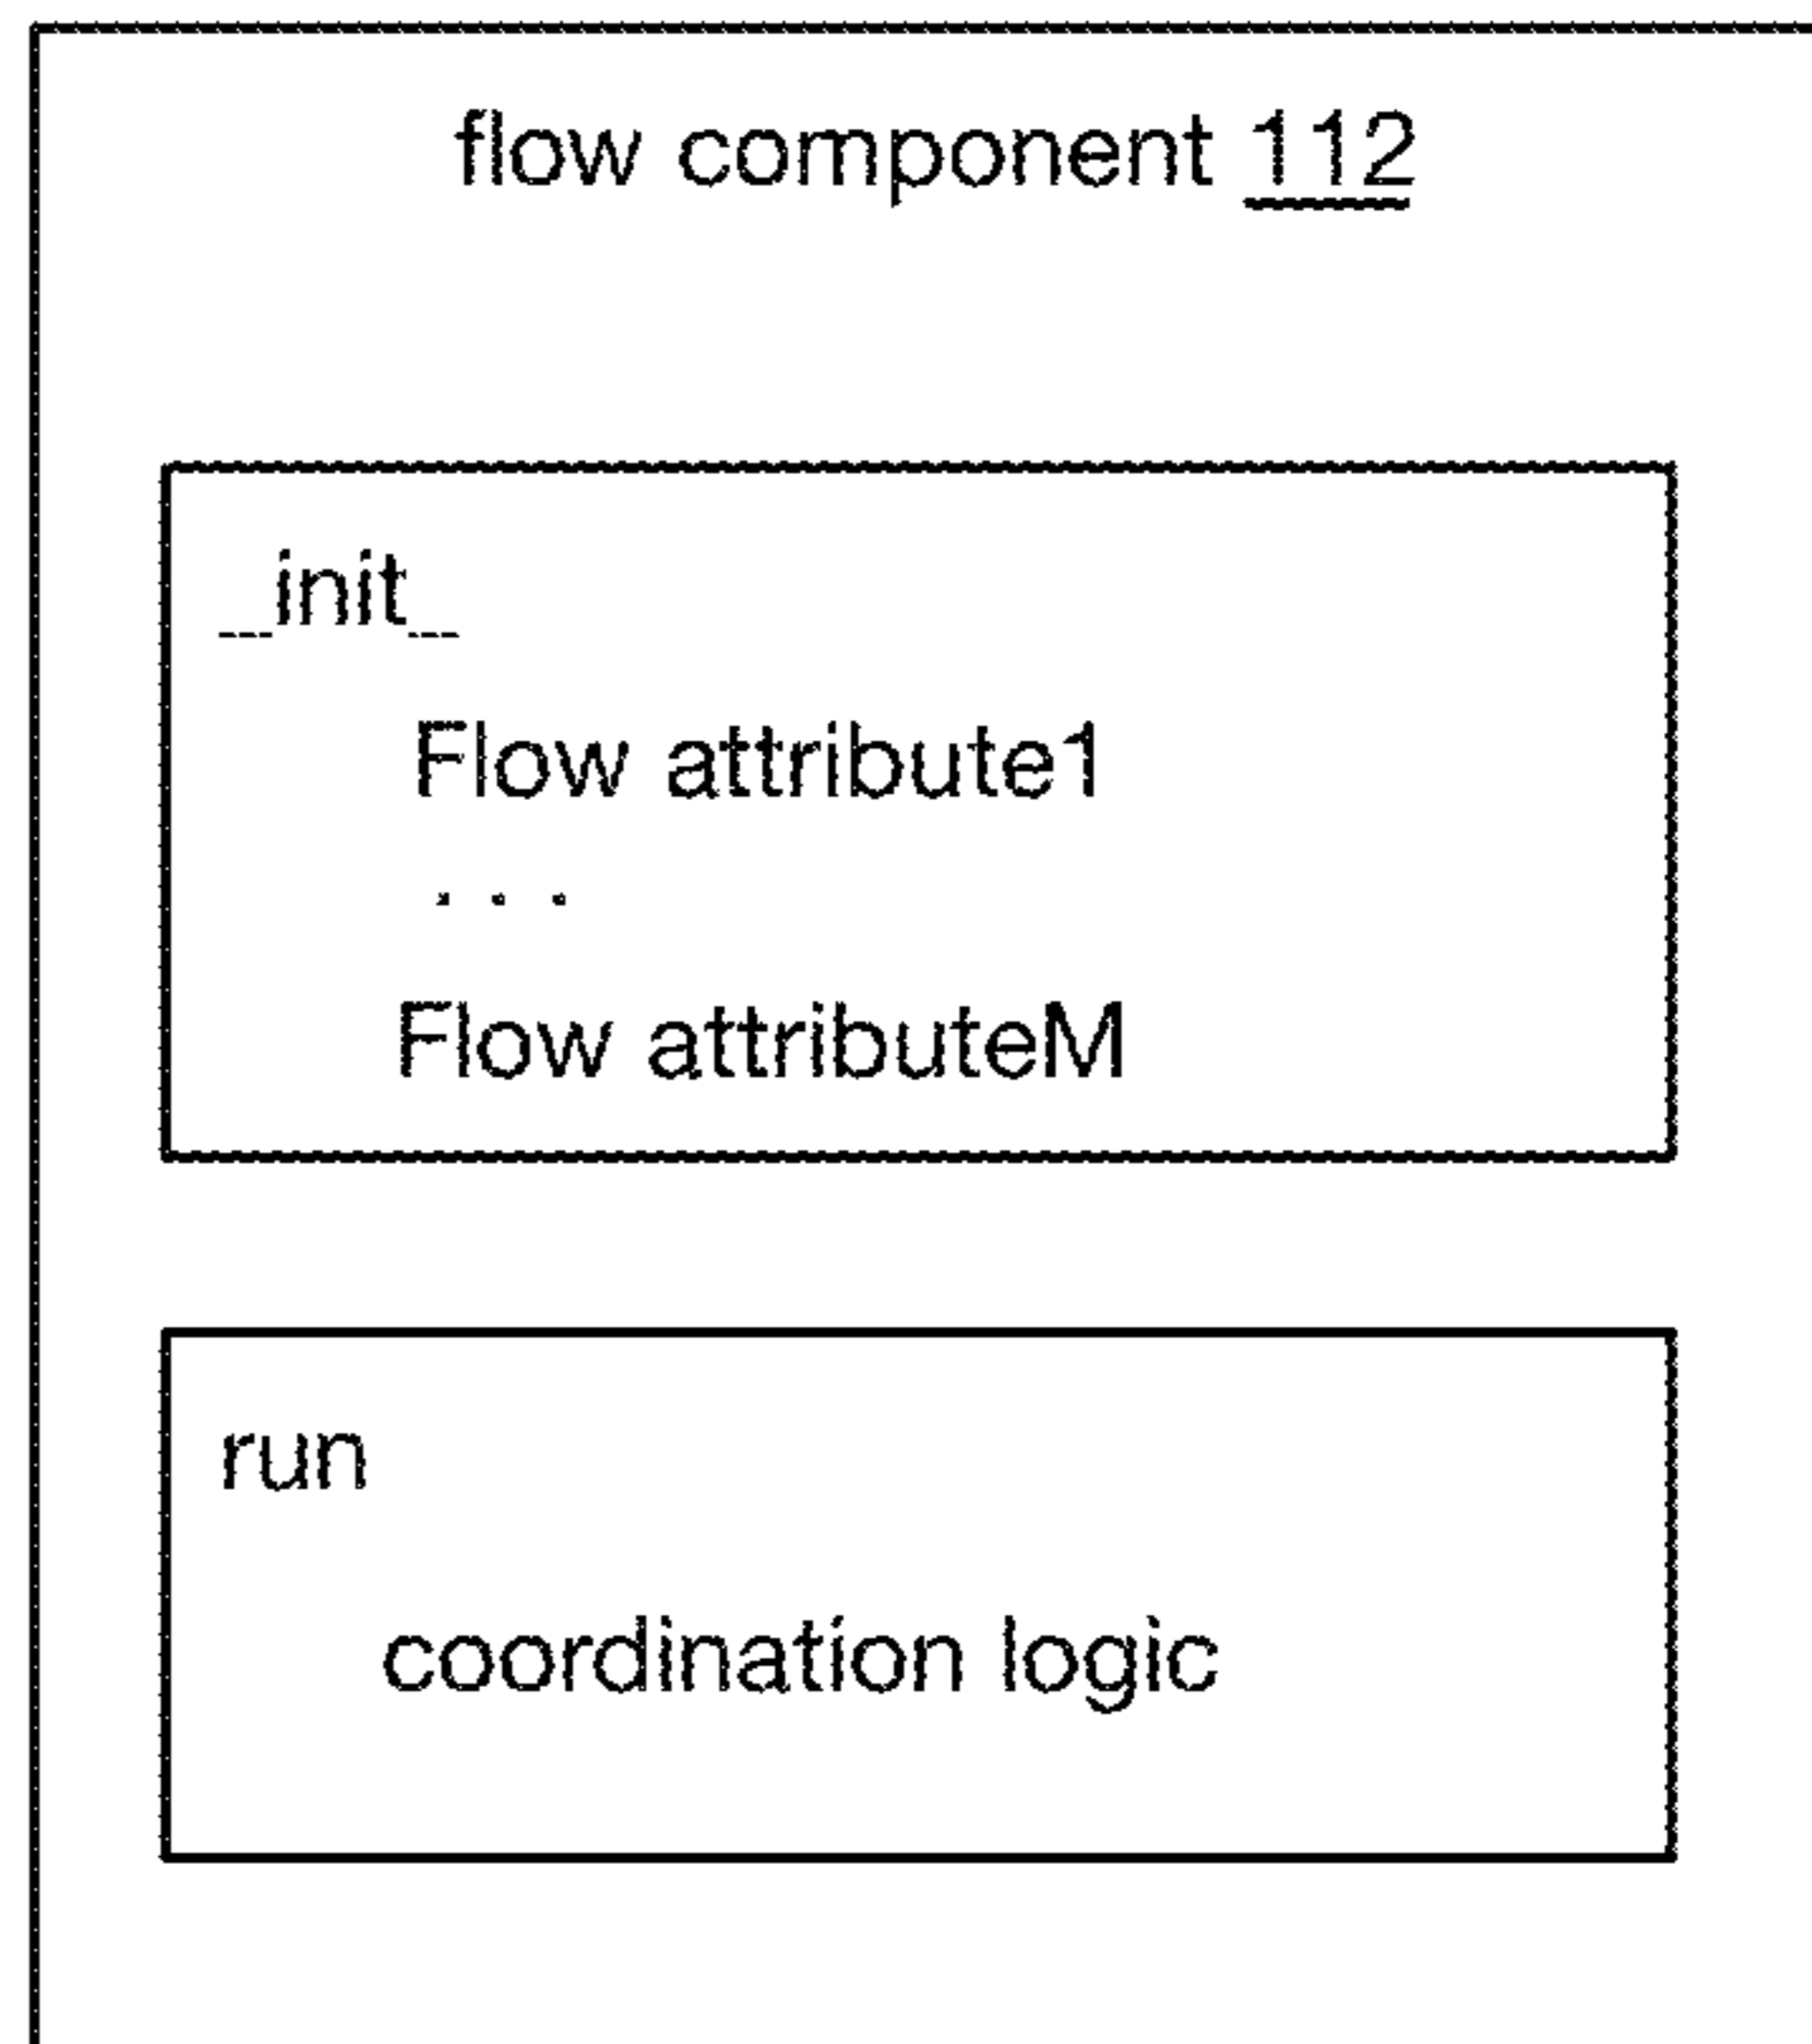 flow component 112
_init_
Flow attribute1
. . .
Flow attributeM
run
coordination logic